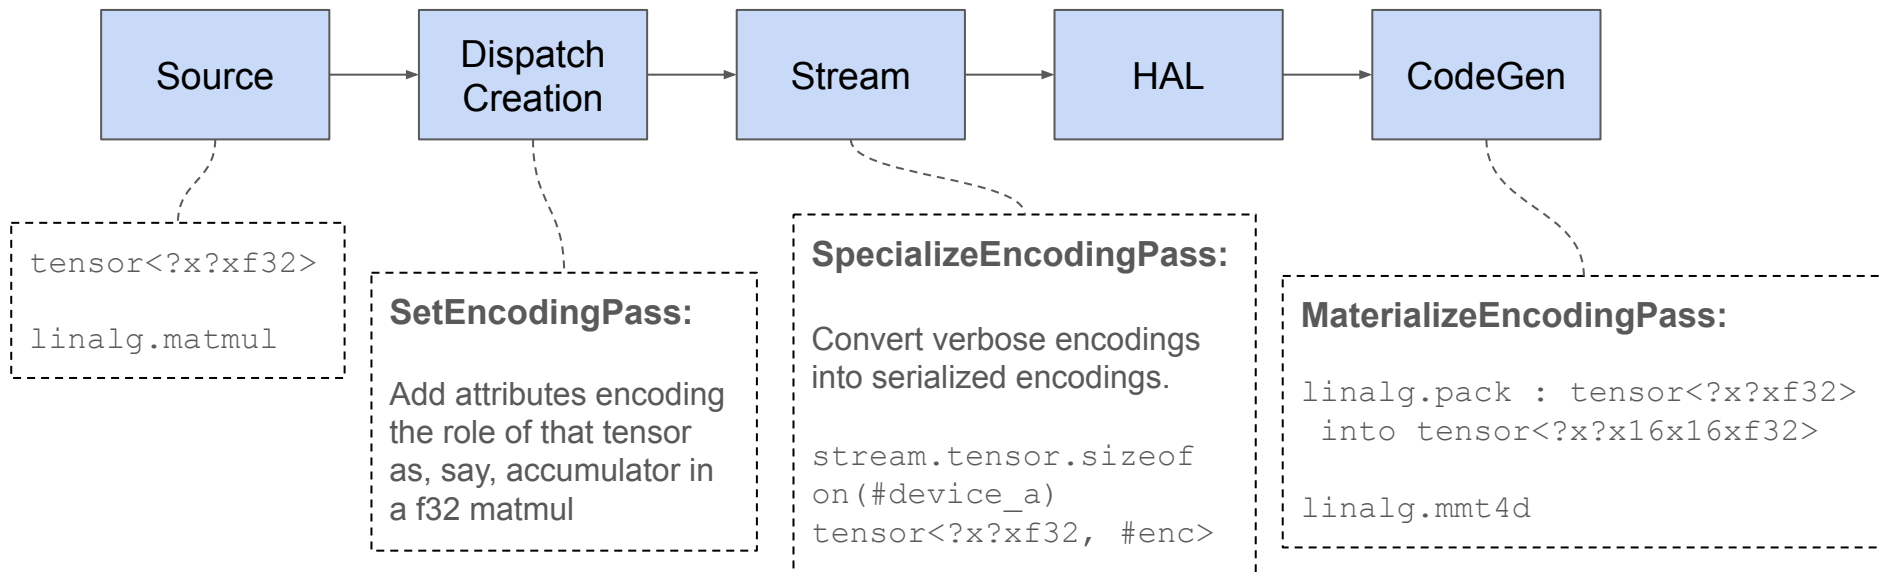 Source
Dispatch
Creation
Stream
HAL
CodeGen
tensor<?x?xf32>
linalg.matmul
SetEncodingPass:
Add attributes encoding
the role of that tensor
as, say, accumulator in
a f32 matmul
SpecializeEncodingPass:
Convert verbose encodings
into serialized encodings.
stream.tensor.sizeof
on(#device_a)
tensor<?x?xf32, #enc>
MaterializeEncodingPass:
linalg.pack : tensor<?x?xf32>
into tensor<?x?x16x16xf32>
linalg.mmt4d